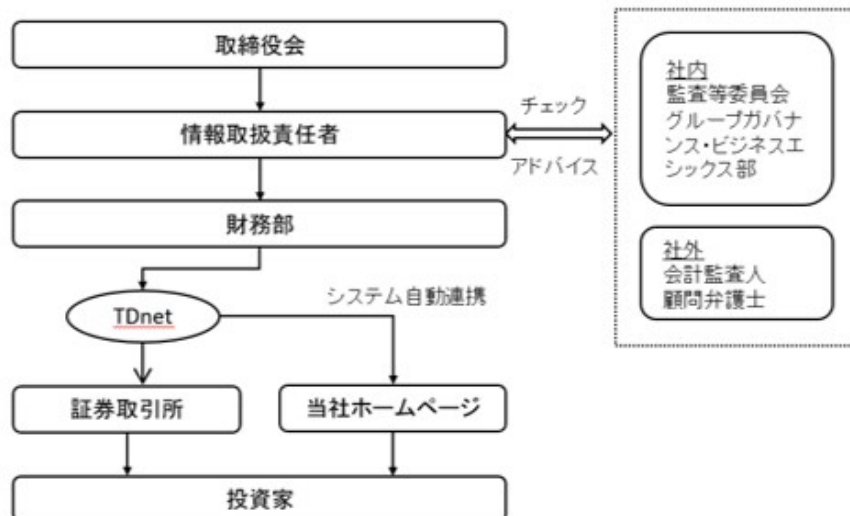 取締役会
情報取扱責任者
チェック
アドバイス
社内
監査等委員会
グループガバナ
ンス・ビジネスエ
シックス部
財務部
社外
会計監査人
顧問弁護士
システム自動連携
TDnet
証券取引所
当社ホームページ
投資家